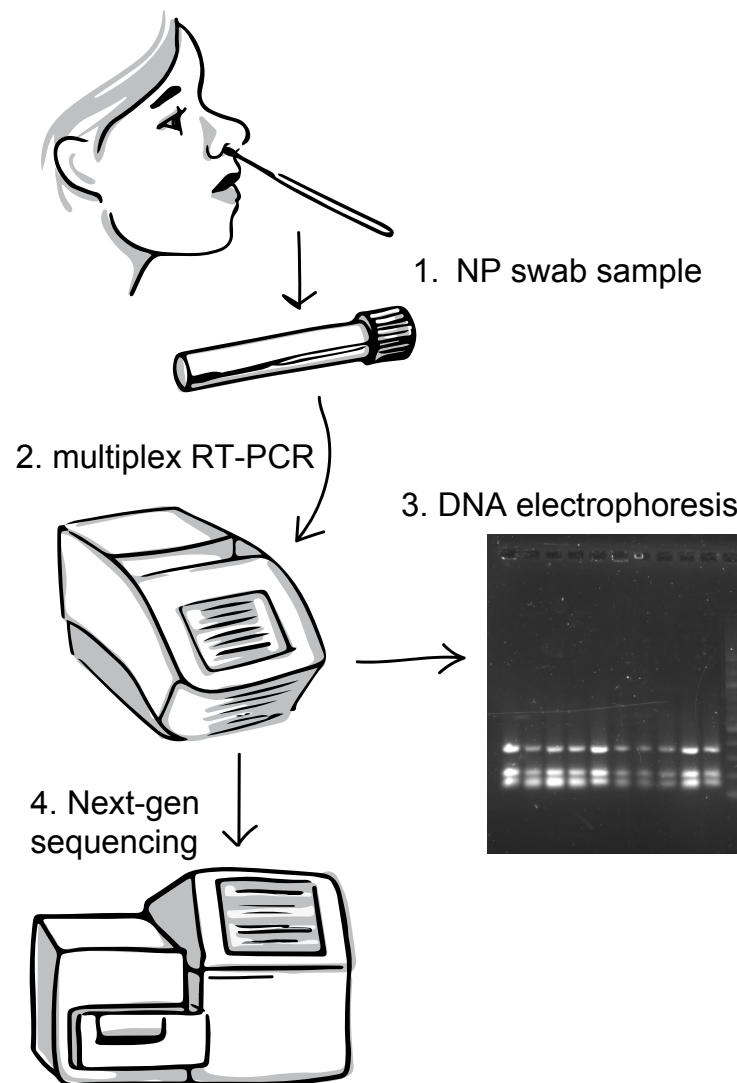 1. NP swab sample
2. multiplex RT-PCR
3. DNA electrophoresis
4. Next-gen
sequencing